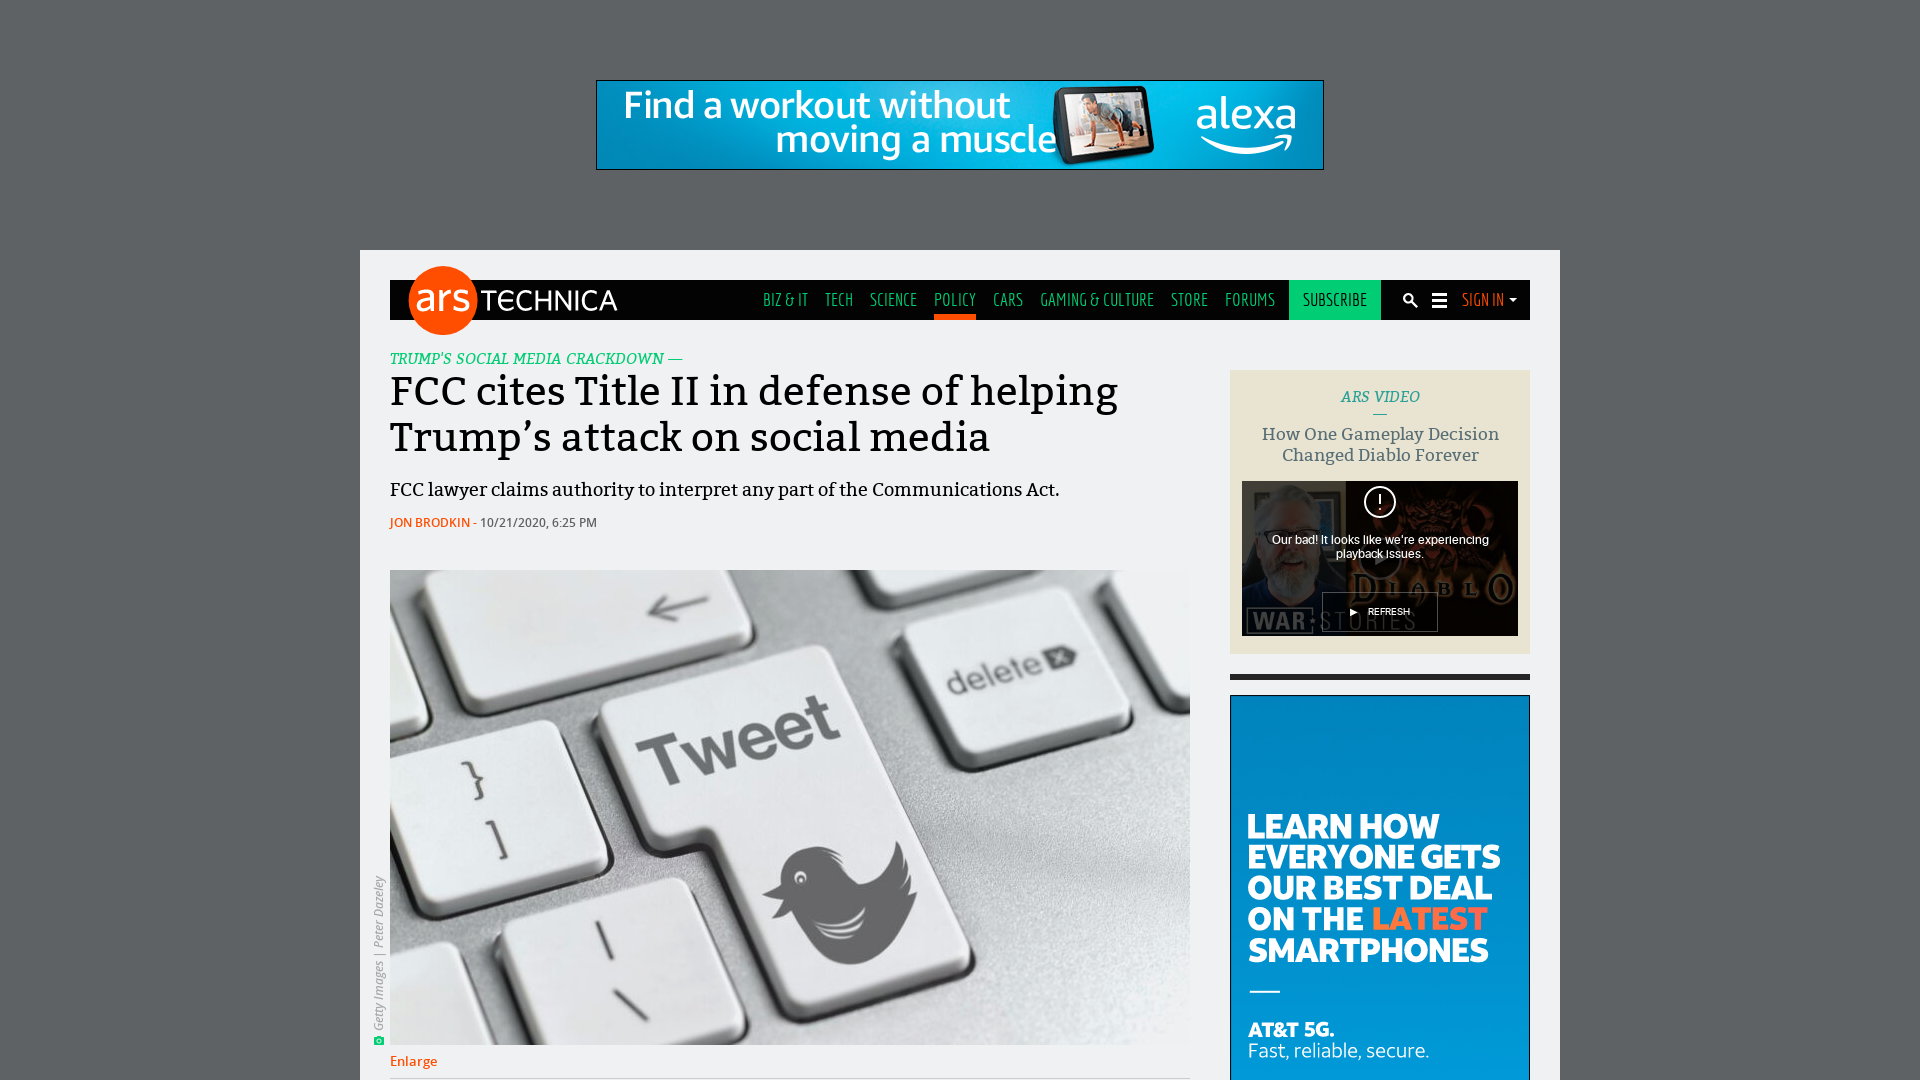 Find a workout without
moving a muscle
alexa
ars TECHNICA
BIZ & IT
TECH
SCIENCE
POLICY
CARS
GAMING & CULTURE
STORE
FORUMS
SUBSCRIBE
SIGN IN
TRUMP'S SOCIAL MEDIA CRACKDOWN —
FCC cites Title II in defense of helping
Trump’s attack on social media
FCC lawyer claims authority to interpret any part of the Communications Act.
JON BRODKIN - 10/21/2020, 6:25 PM
Tweet
delete
}
]
|
\
Getty Images | Peter Dazeley
Enlarge
ARS VIDEO
—
How One Gameplay Decision
Changed Diablo Forever
Our bad! It looks like we're experiencing
playback issues.
DIABLO
REFRESH
WAR STORIES
LEARN HOW
EVERYONE GETS
OUR BEST DEAL
ON THE LATEST
SMARTPHONES
AT&T 5G.
Fast, reliable, secure.